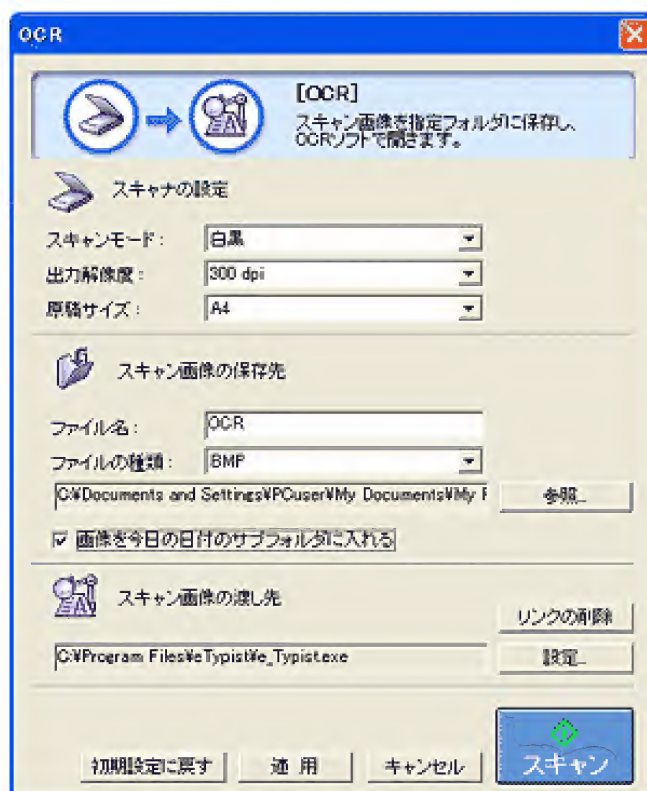 OCR
[OCR]
スキャン画像を指定フォルダに保存し、
OCRソフトで開きます。
スキャナの設定
スキャンモード： 白黒
出力解像度： 300 dpi
原稿サイズ： A4
スキャン画像の保存先
ファイル名： OCR
ファイルの種類： BMP
C:¥Documents and Settings¥PCuser¥My Documents¥My P 参照...
画像を今日の日付のサブフォルダに入れる
スキャン画像の渡し先
リンクの削除
C:¥Program Files¥eTypist¥e_Typist.exe 設定...
初期設定に戻す 適 用 キャンセル スキャン